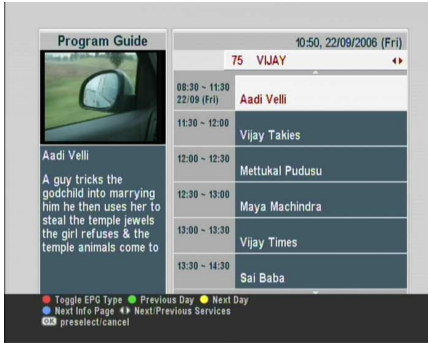 Program Guide
10:50, 22/09/2006 (Fri)
75 VIJAY
08:30 ~ 11:30
22/09 (Fri)
Aadi Velli
11:30 ~ 12:00
Vijay Takies
12:00 ~ 12:30
Mettukal Pudusu
12:30 ~ 13:00
Maya Machindra
13:00 ~ 13:30
Vijay Times
13:30 ~ 14:30
Sai Baba
Aadi Velli
A guy tricks the
godchild into marrying
him he then uses her to
steal the temple jewels
the girl refuses & the
temple animals come to
Toggle EPG Type Previous Day Next Day
Next Info Page Next/Previous Services
OK preselect/cancel